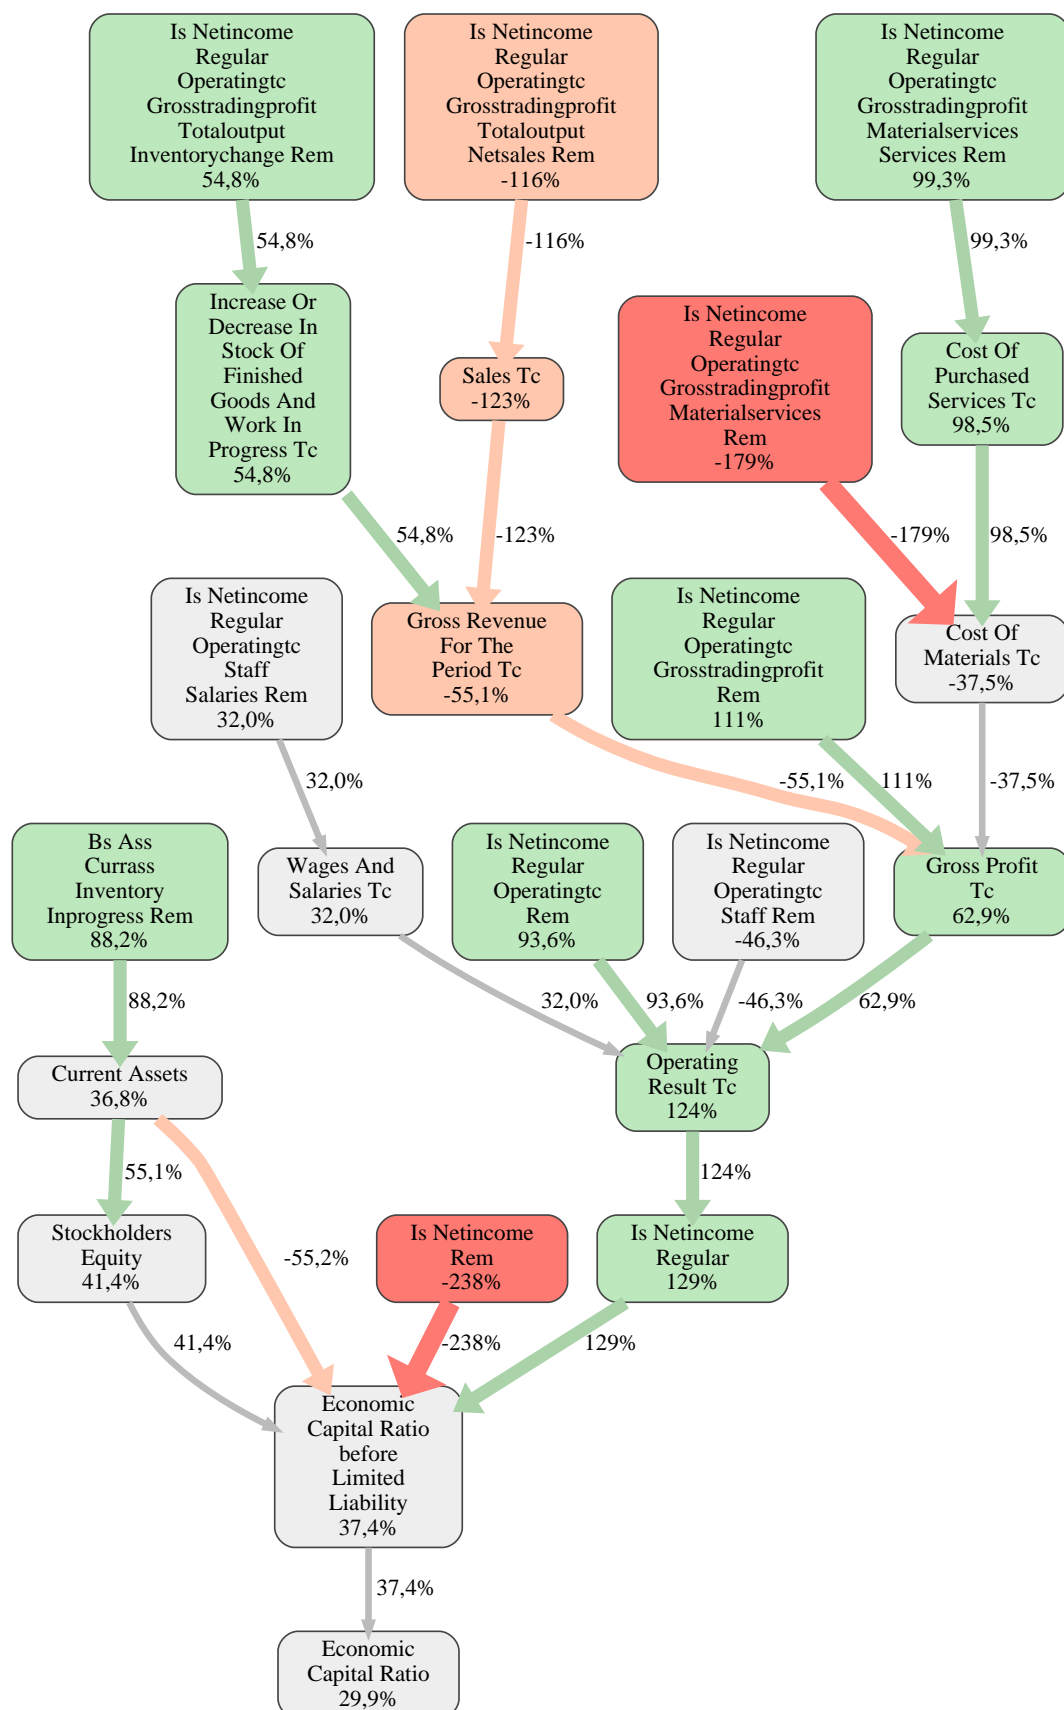 Is Netincome
Regular
Operatingtc
Grosstradingprofit
Totaloutput
Inventorychange Rem
54,8%
Is Netincome
Regular
Operatingtc
Grosstradingprofit
Totaloutput
Netsales Rem
-116%
Is Netincome
Regular
Operatingtc
Grosstradingprofit
Materialservices
Services Rem
99,3%
54,8%
-116%
99,3%
Increase Or
Decrease In
Stock Of
Finished
Goods And
Work In
Progress Tc
54,8%
Sales Tc
-123%
Is Netincome
Regular
Operatingtc
Grosstradingprofit
Materialservices
Rem
-179%
Cost Of
Purchased
Services Tc
98,5%
54,8%
-123%
-179%
98,5%
Is Netincome
Regular
Operatingtc
Staff
Salaries Rem
32,0%
Gross Revenue
For The
Period Tc
-55,1%
Is Netincome
Regular
Operatingtc
Grosstradingprofit
Rem
111%
Cost Of
Materials Tc
-37,5%
32,0%
-55,1%
111%
-37,5%
Bs Ass
Currass
Inventory
Inprogress Rem
88,2%
Wages And
Salaries Tc
32,0%
Is Netincome
Regular
Operatingtc
Rem
93,6%
Is Netincome
Regular
Operatingtc
Staff Rem
-46,3%
Gross Profit
Tc
62,9%
88,2%
32,0%
93,6%
-46,3%
62,9%
Current Assets
36,8%
Operating
Result Tc
124%
55,1%
-55,2%
124%
Stockholders
Equity
41,4%
Is Netincome
Rem
-238%
Is Netincome
Regular
129%
41,4%
-238%
129%
Economic
Capital Ratio
before
Limited
Liability
37,4%
37,4%
Economic
Capital Ratio
29,9%